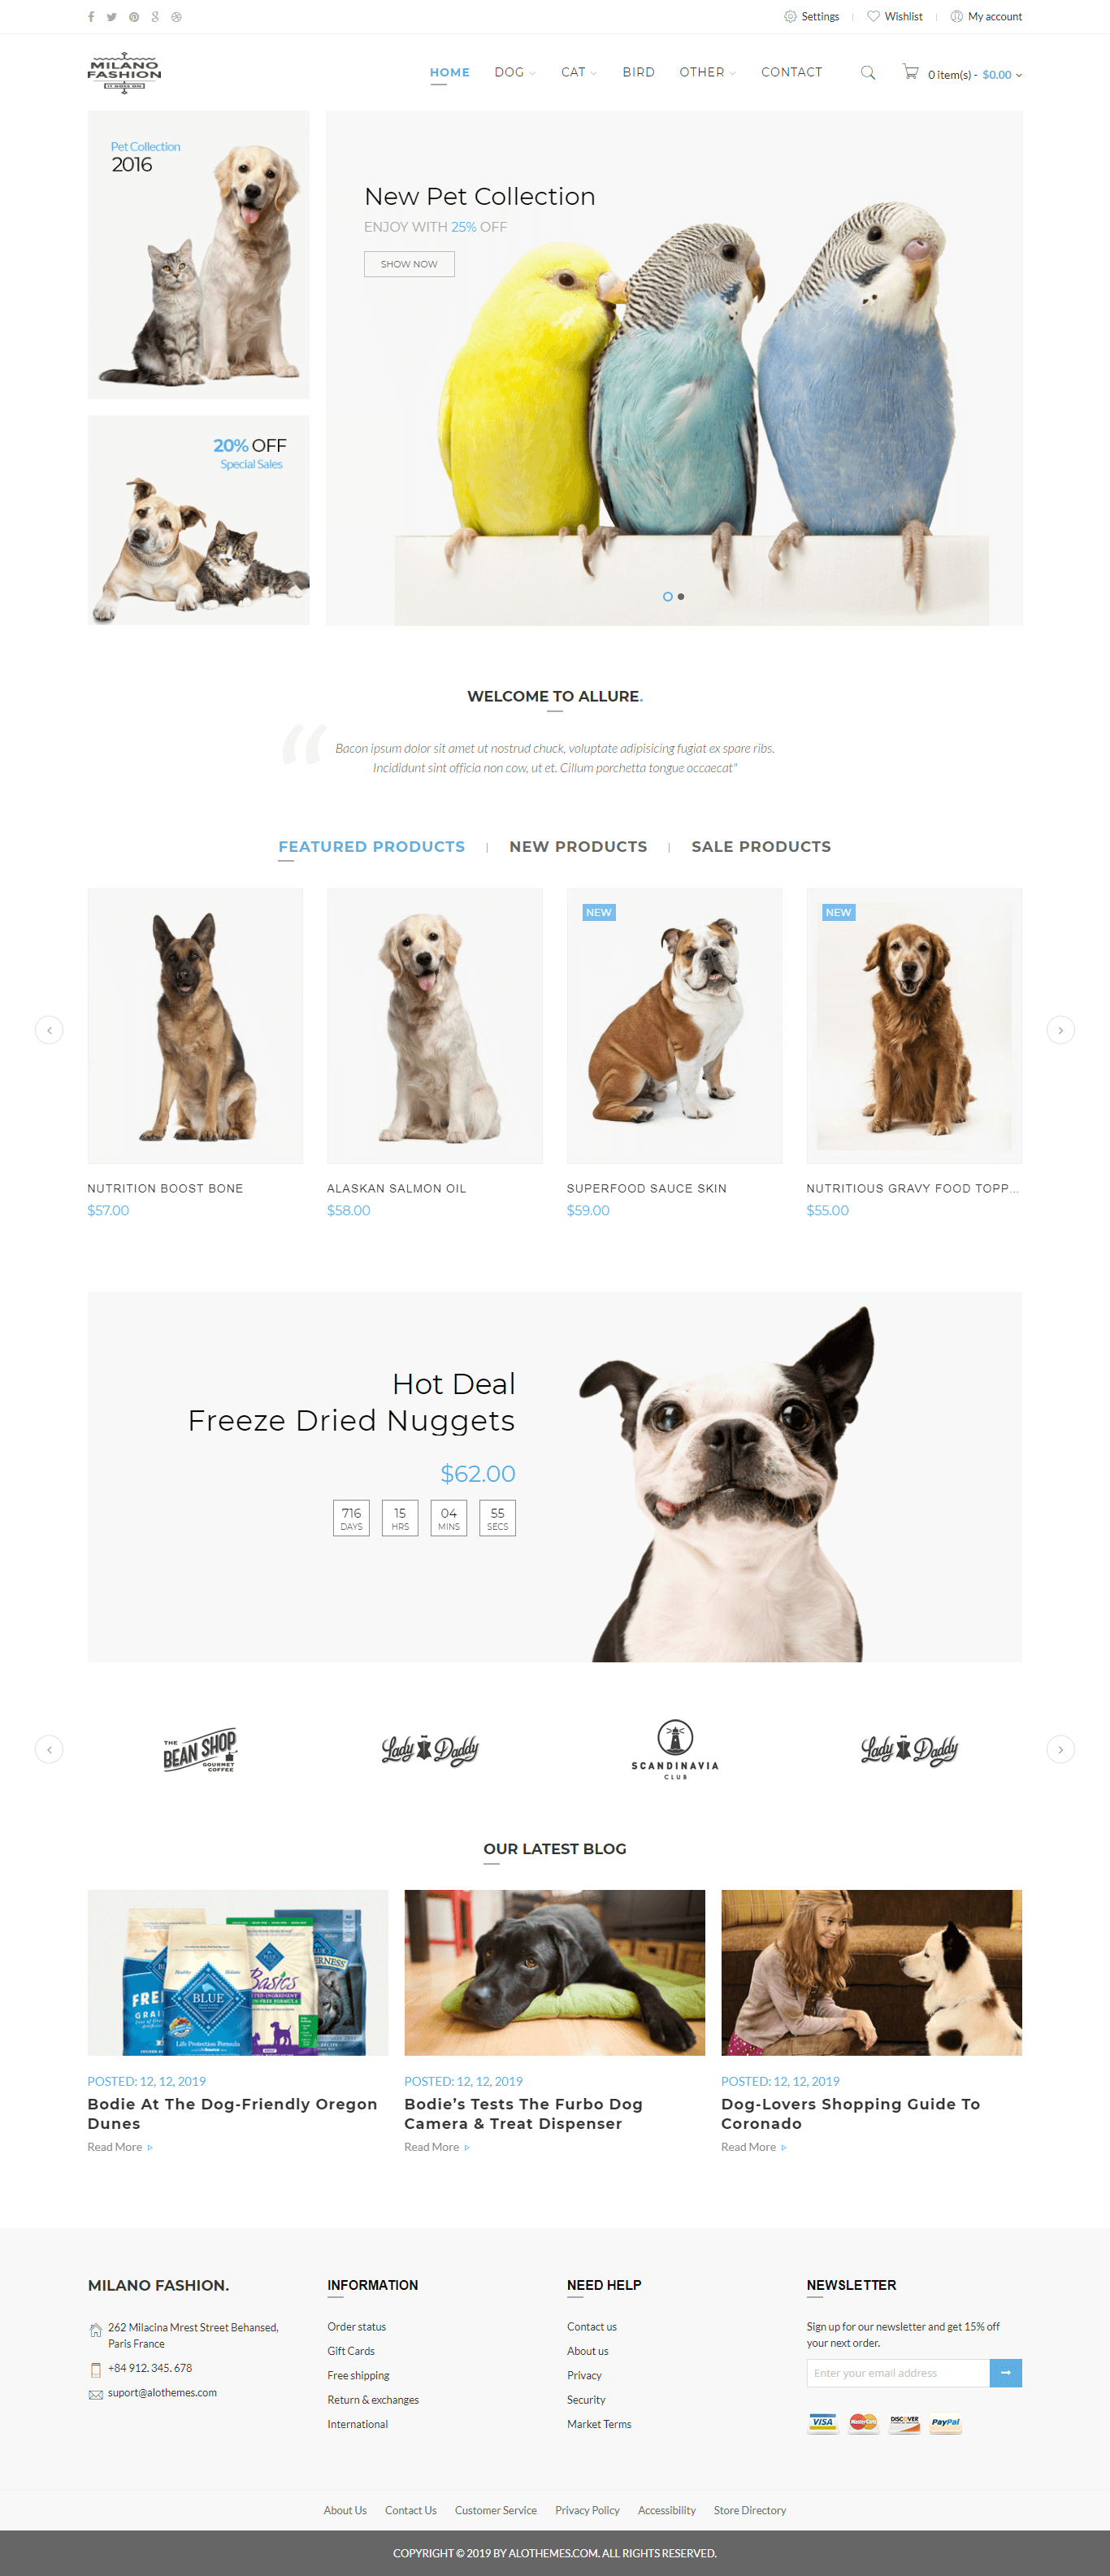 Settings | Wishlist | My account
MILANO
FASHION
IT GOES ON
HOME DOG CAT BIRD OTHER CONTACT 0 item(s) - $0.00
Pet Collection
2016
New Pet Collection
ENJOY WITH 25% OFF
SHOW NOW
20% OFF
Special Sales
WELCOME TO ALLURE.
“ Bacon ipsum dolor sit amet ut nostrud chuck, voluptate adipisicing fugiat ex spare ribs.
Incididunt sint officia non cow, ut et. Cillum porchetta tongue occaecat"
FEATURED PRODUCTS | NEW PRODUCTS | SALE PRODUCTS
NEW
NEW
NUTRITION BOOST BONE
$57.00
ALASKAN SALMON OIL
$58.00
SUPERFOOD SAUCE SKIN
$59.00
NUTRITIOUS GRAVY FOOD TOPP...
$55.00
Hot Deal
Freeze Dried Nuggets
$62.00
716 15 04 55
DAYS HRS MINS SECS
THE
BEAN SHOP
GOURMET
COFFEE
Lady Daddy
SCANDINAVIA
CLUB
Lady Daddy
OUR LATEST BLOG
BLUE
Basics
Life Protection Formula
POSTED: 12, 12, 2019
Bodie At The Dog-Friendly Oregon
Dunes
Read More
POSTED: 12, 12, 2019
Bodie’s Tests The Furbo Dog
Camera & Treat Dispenser
Read More
POSTED: 12, 12, 2019
Dog-Lovers Shopping Guide To
Coronado
Read More
MILANO FASHION.
262 Milacina Mrest Street Behansed,
Paris France
+84 912. 345. 678
suport@alothemes.com
INFORMATION
Order status
Gift Cards
Free shipping
Return & exchanges
International
NEED HELP
Contact us
About us
Privacy
Security
Market Terms
NEWSLETTER
Sign up for our newsletter and get 15% off
your next order.
Enter your email address
VISA MasterCard DISCOVER PayPal
About Us Contact Us Customer Service Privacy Policy Accessibility Store Directory
COPYRIGHT © 2019 BY ALOTHEMES.COM. ALL RIGHTS RESERVED.